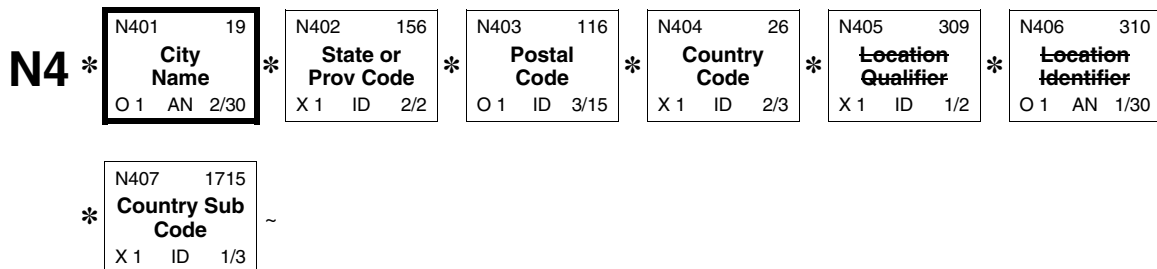 N401 19 N402 156 N403 116 N404 26 N405 309 N406 310
N4 * City Name * State or Prov Code * Postal Code * Country Code * Location Qualifier * Location Identifier
O 1 AN 2/30 X 1 ID 2/2 O 1 ID 3/15 X 1 ID 2/3 X 1 ID 1/2 O 1 AN 1/30
N407 1715
* Country Sub Code ~
X 1 ID 1/3